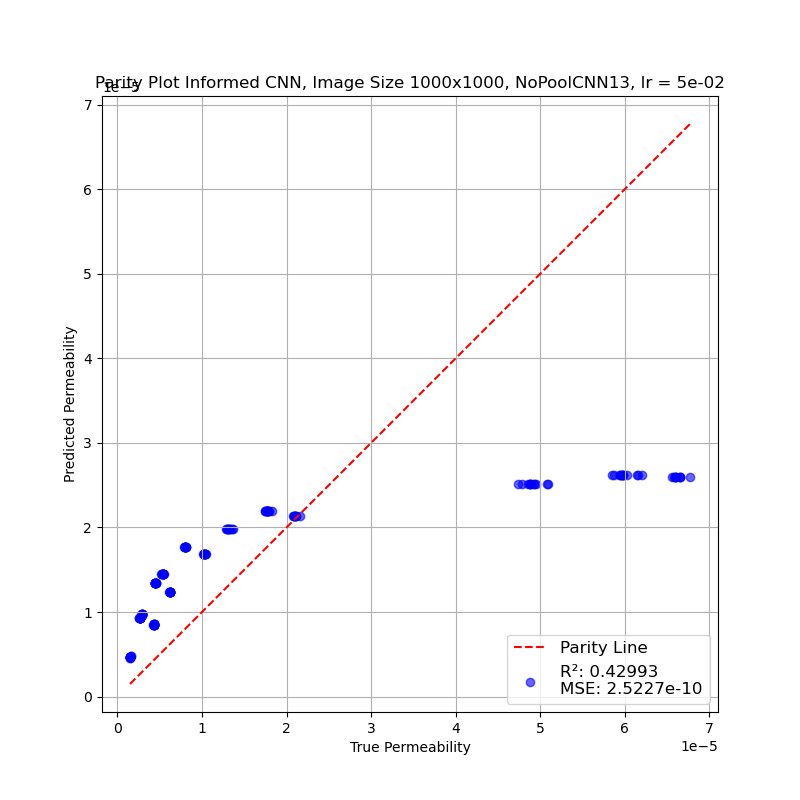 Parity Plot Informed CNN, Image Size 1000x1000, NoPoolCNN13, lr = 5e-02
1e−5
7
6
5
4
3
2
1
0
Predicted Permeability
0 1 2 3 4 5 6 7
True Permeability
1e−5
Parity Line
R²: 0.42993
MSE: 2.5227e-10